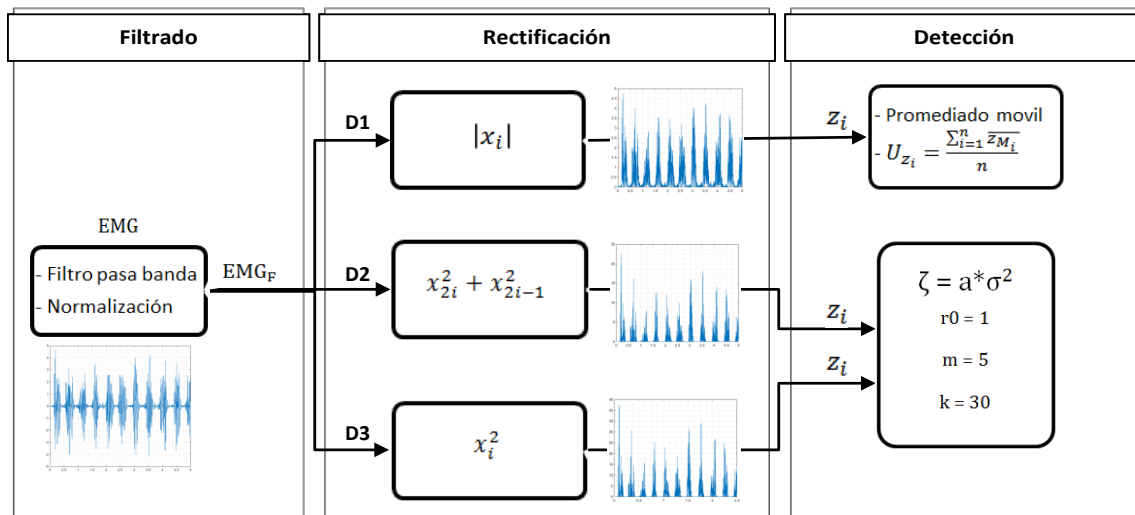 Filtrado
Rectificación
Detección
EMG
- Filtro pasa banda
- Normalización
EMG_F
D1
|x_i|
z_i
- Promediado movil
- U_{z_i} = \frac{\sum_{i=1}^{n} \overline{z_{M_i}}}{n}
D2
x_{2i}^2 + x_{2i-1}^2
z_i
D3
x_i^2
z_i
ζ = a*σ²
r0 = 1
m = 5
k = 30